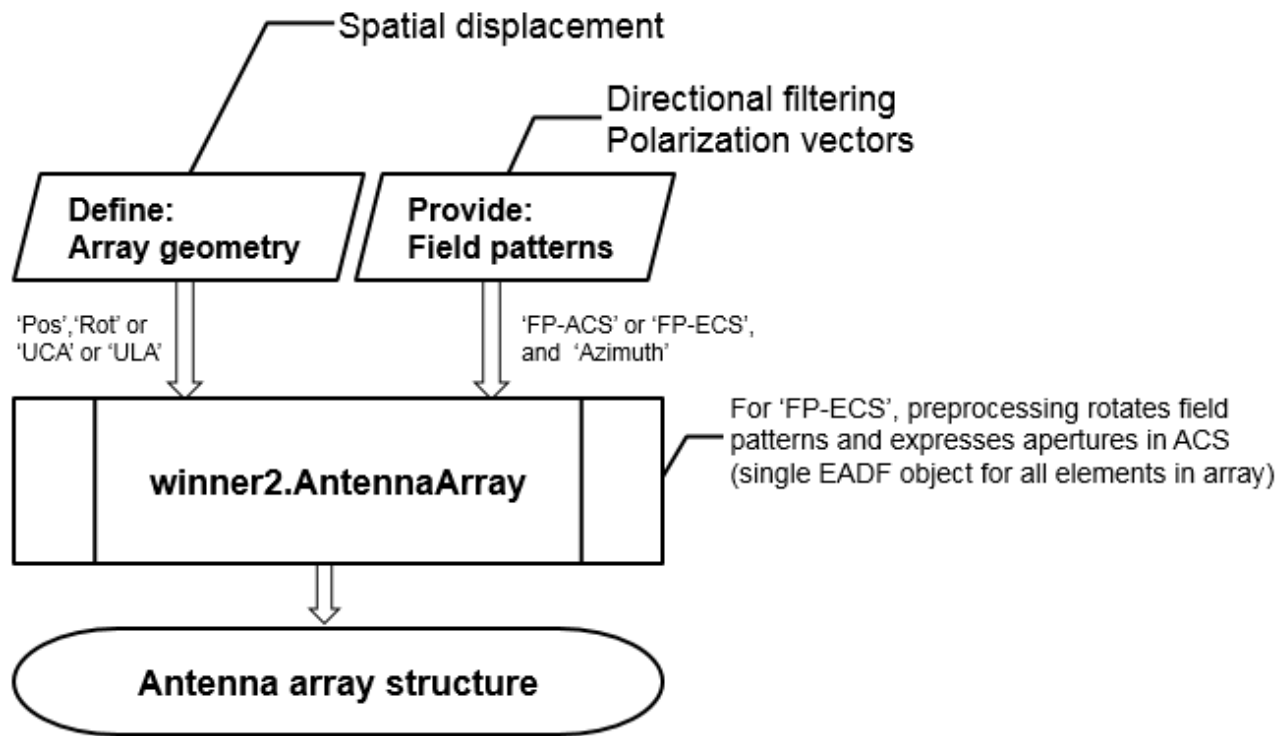 Spatial displacement
Directional filtering
Polarization vectors
Define:
Array geometry
Provide:
Field patterns
‘Pos’,‘Rot’ or
‘UCA’ or ‘ULA’
‘FP-ACS’ or ‘FP-ECS’,
and ‘Azimuth’
For ‘FP-ECS’, preprocessing rotates field
patterns and expresses apertures in ACS
(single EADF object for all elements in array)
winner2.AntennaArray
Antenna array structure